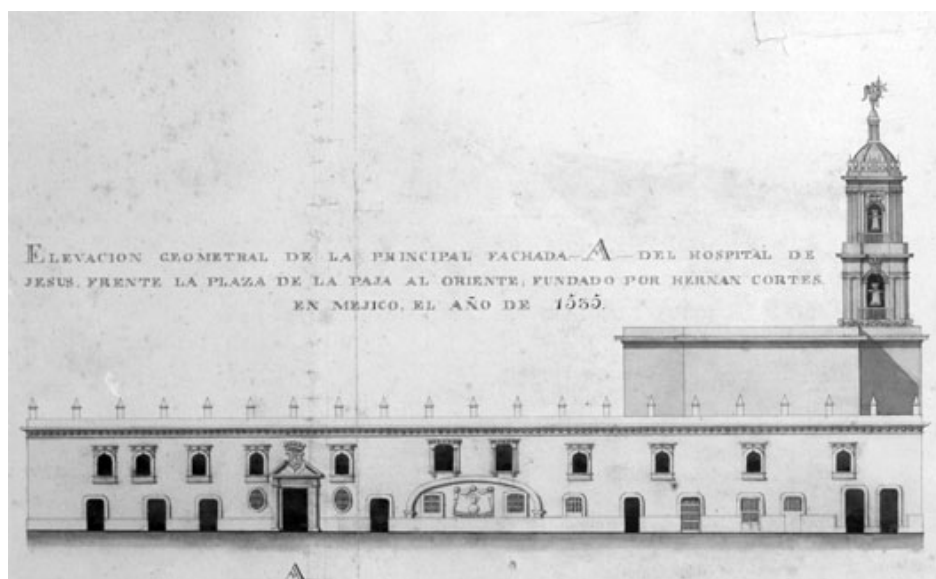 ELEVACION GEOMETRAL DE LA PRINCIPAL FACHADA—A—DEL HOSPITAL DE
JESUS, FRENTE LA PLAZA DE LA PAJA AL ORIENTE, FUNDADO POR HERNAN CORTES,
EN MEJICO, EL AÑO DE 1535.
A